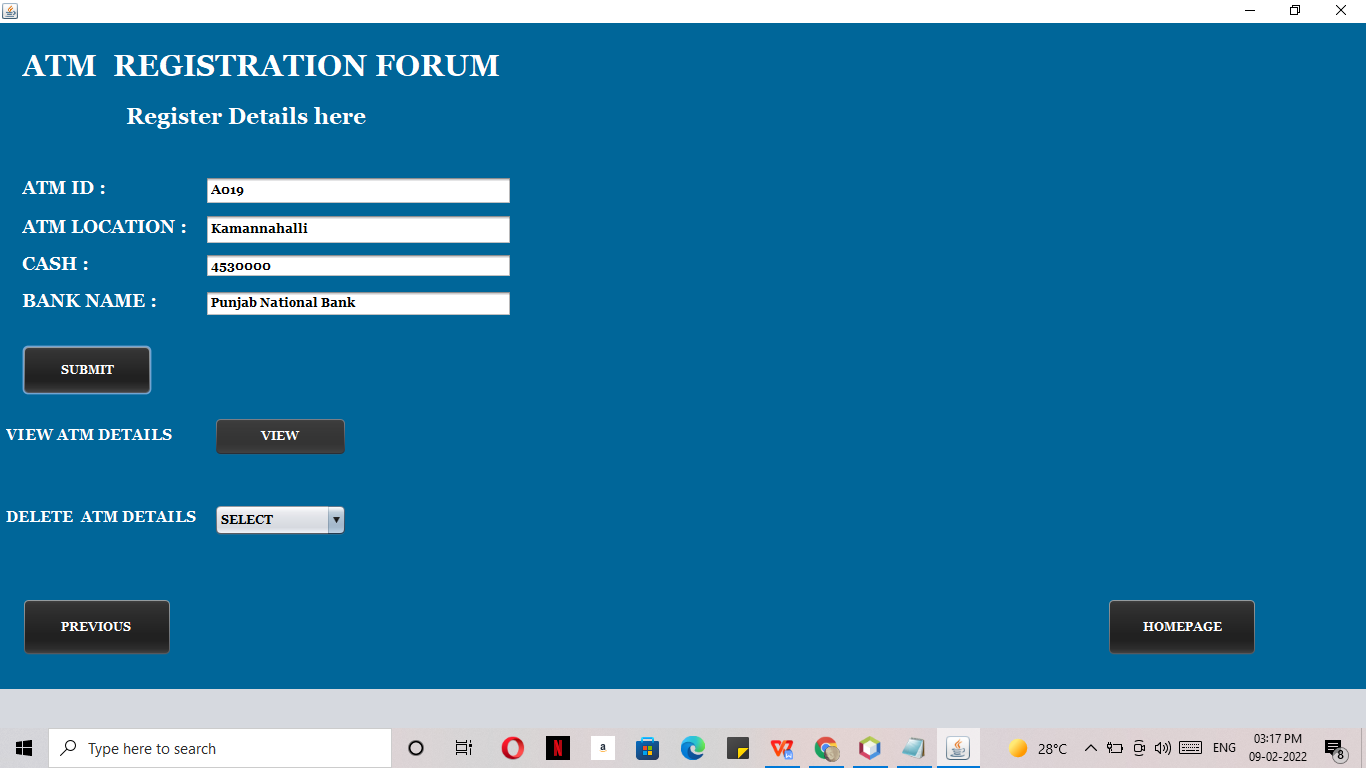 ATM REGISTRATION FORUM
Register Details here
ATM ID : A019
ATM LOCATION : Kamannahalli
CASH : 4530000
BANK NAME : Punjab National Bank
SUBMIT
VIEW ATM DETAILS VIEW
DELETE ATM DETAILS SELECT
PREVIOUS HOMEPAGE
Type here to search
N
a
W
28°C
ENG
03:17 PM
09-02-2022
8